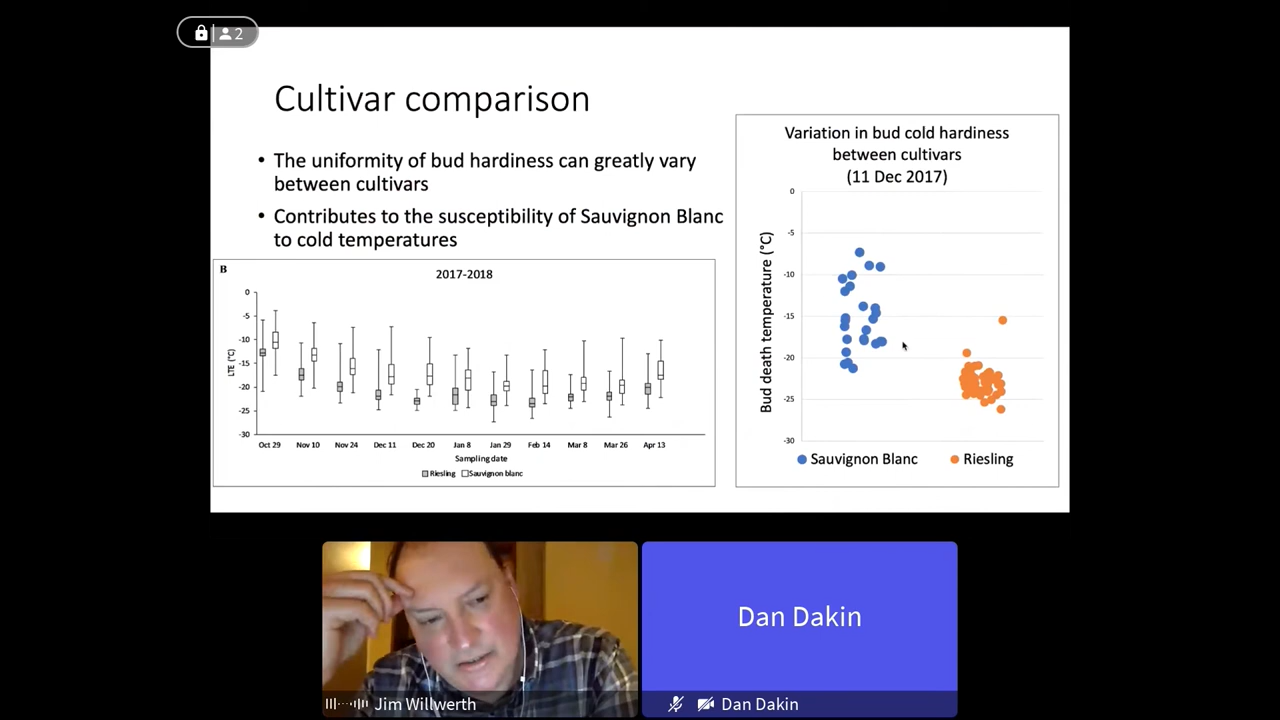 2
Cultivar comparison
• The uniformity of bud hardiness can greatly vary
between cultivars
• Contributes to the susceptibility of Sauvignon Blanc
to cold temperatures
B
2017-2018
LTE (°C)
0
-5
-10
-15
-20
-25
-30
Oct 29 Nov 10 Nov 24 Dec 11 Dec 20 Jan 8 Jan 29 Feb 14 Mar 8 Mar 26 Apr 13
Sampling date
Riesling Sauvignon blanc
Variation in bud cold hardiness
between cultivars
(11 Dec 2017)
Bud death temperature (°C)
0
-5
-10
-15
-20
-25
-30
Sauvignon Blanc Riesling
Dan Dakin
Jim Willwerth
Dan Dakin